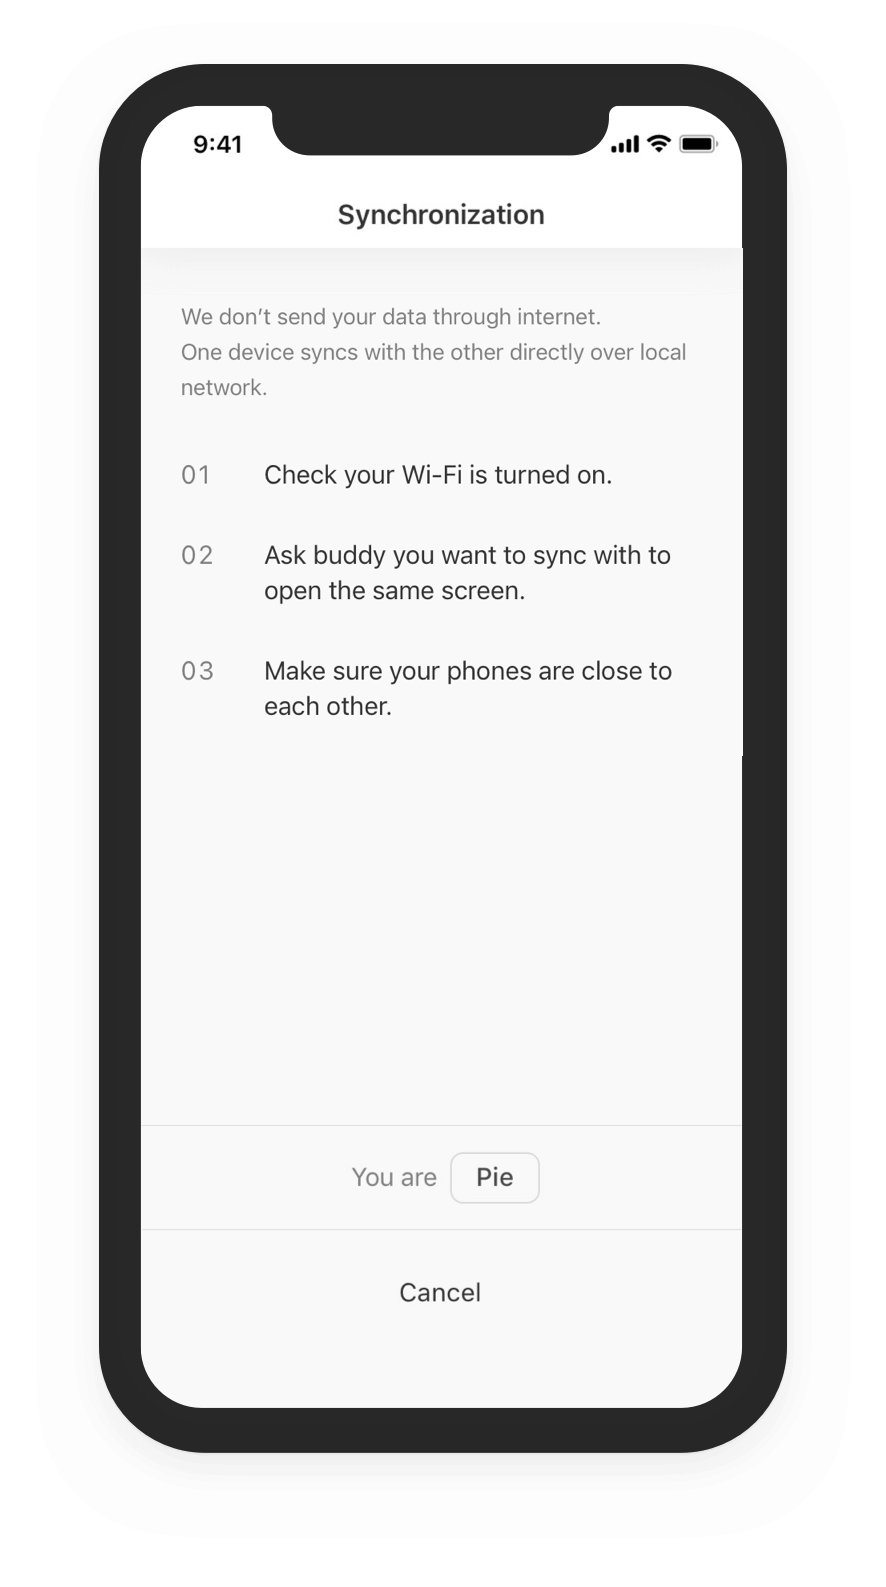 9:41
Synchronization
We don’t send your data through internet.
One device syncs with the other directly over local
network.
01 Check your Wi-Fi is turned on.
02 Ask buddy you want to sync with to
open the same screen.
03 Make sure your phones are close to
each other.
You are Pie
Cancel